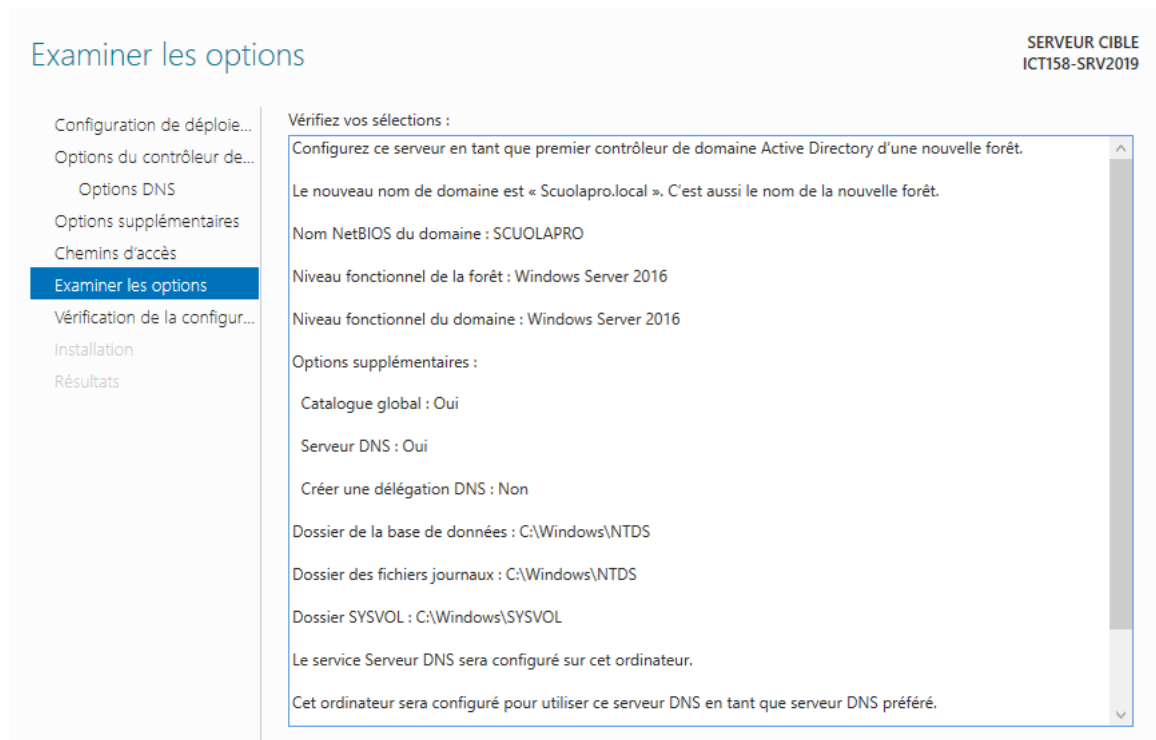 Examiner les options
SERVEUR CIBLE
ICT158-SRV2019
Configuration de déploie...
Options du contrôleur de...
Options DNS
Options supplémentaires
Chemins d'accès
Examiner les options
Vérification de la configur...
Installation
Résultats
Vérifiez vos sélections :
Configurez ce serveur en tant que premier contrôleur de domaine Active Directory d'une nouvelle forêt.
Le nouveau nom de domaine est « Scuolapro.local ». C'est aussi le nom de la nouvelle forêt.
Nom NetBIOS du domaine : SCUOLAPRO
Niveau fonctionnel de la forêt : Windows Server 2016
Niveau fonctionnel du domaine : Windows Server 2016
Options supplémentaires :
Catalogue global : Oui
Serveur DNS : Oui
Créer une délégation DNS : Non
Dossier de la base de données : C:\Windows\NTDS
Dossier des fichiers journaux : C:\Windows\NTDS
Dossier SYSVOL : C:\Windows\SYSVOL
Le service Serveur DNS sera configuré sur cet ordinateur.
Cet ordinateur sera configuré pour utiliser ce serveur DNS en tant que serveur DNS préféré.